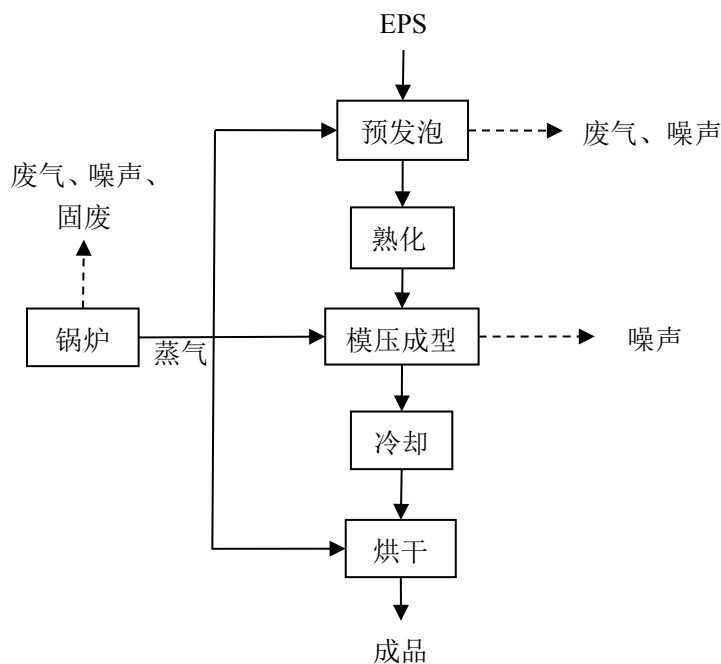 EPS
预发泡
废气、噪声
废气、噪声、
固废
熟化
锅炉
蒸气
模压成型
噪声
冷却
烘干
成品